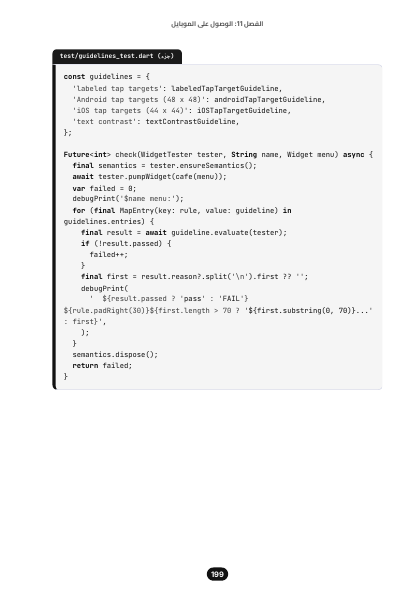 الفصل 11: الوصول على الموبايل
test/guidelines_test.dart (جزء)
const guidelines = {
  'labeled tap targets': labeledTapTargetGuideline,
  'Android tap targets (48 x 48)': androidTapTargetGuideline,
  'iOS tap targets (44 x 44)': iOSTapTargetGuideline,
  'text contrast': textContrastGuideline,
};

Future<int> check(WidgetTester tester, String name, Widget menu) async {
  final semantics = tester.ensureSemantics();
  await tester.pumpWidget(cafe(menu));
  var failed = 0;
  debugPrint('$name menu:');
  for (final MapEntry(key: rule, value: guideline) in
guidelines.entries) {
    final result = await guideline.evaluate(tester);
    if (!result.passed) {
      failed++;
    }
    final first = result.reason?.split('\n').first ?? '';
    debugPrint(
      '  ${result.passed ? 'pass' : 'FAIL'}
${rule.padRight(30)}${first.length > 70 ? '${first.substring(0, 70)}...'
: first}',
    );
  }
  semantics.dispose();
  return failed;
}
199